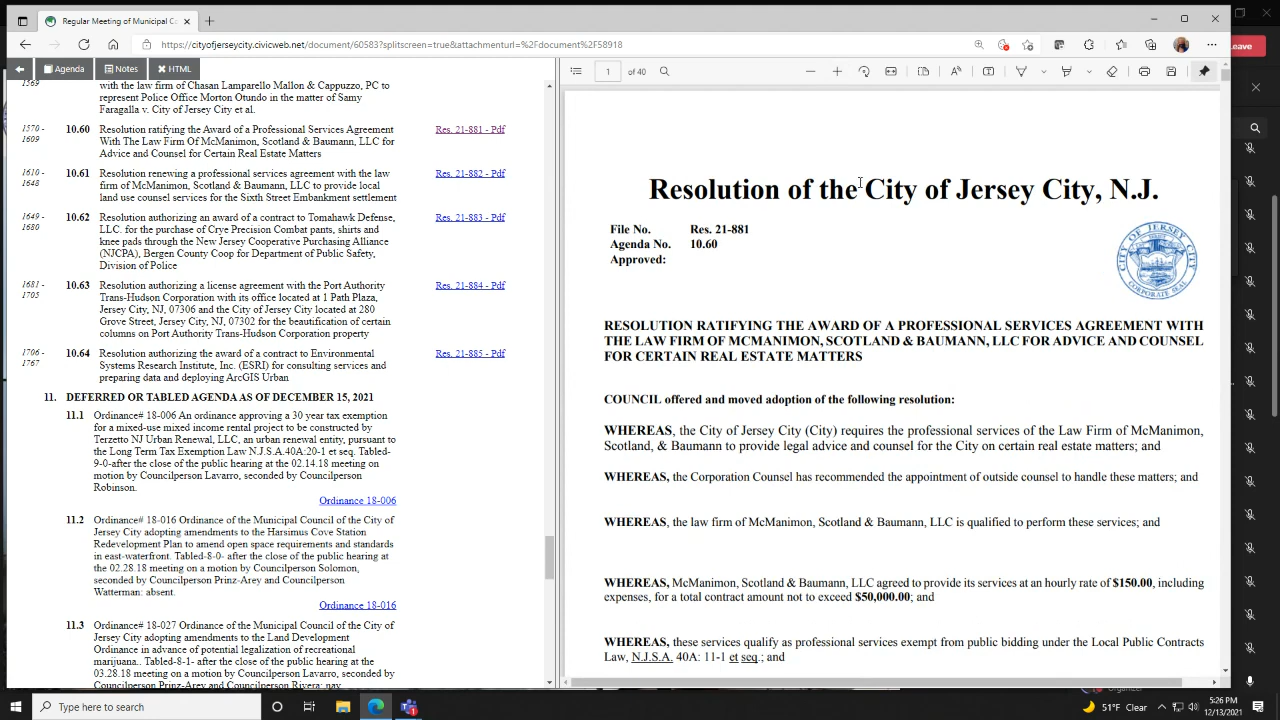 Regular Meeting of Municipal Co
https://cityofjerseycity.civicweb.net/document/60583?splitscreen=true&attachmenturl=%2Fdocument%2F58918
eave
Agenda
Notes
HTML
1 of 40
1569
with the law firm of Chasan Lamparello Mallon & Cappuzzo, PC to
represent Police Office Morton Otundo in the matter of Samy
Faragalla v. City of Jersey City et al.
1570 - 1609
10.60 Resolution ratifying the Award of a Professional Services Agreement Res. 21-881 - Pdf
With The Law Firm Of McManimon, Scotland & Baumann, LLC for
Advice and Counsel for Certain Real Estate Matters
1610 - 1648
10.61 Resolution renewing a professional services agreement with the law Res. 21-882 - Pdf
firm of McManimon, Scotland & Baumann, LLC to provide local
land use counsel services for the Sixth Street Embankment settlement
1649 - 1680
10.62 Resolution authorizing an award of a contract to Tomahawk Defense, Res. 21-883 - Pdf
LLC. for the purchase of Crye Precision Combat pants, shirts and
knee pads through the New Jersey Cooperative Purchasing Alliance
(NJCPA), Bergen County Coop for Department of Public Safety,
Division of Police
1681 - 1705
10.63 Resolution authorizing a license agreement with the Port Authority Res. 21-884 - Pdf
Trans-Hudson Corporation with its office located at 1 Path Plaza,
Jersey City, NJ, 07306 and the City of Jersey City located at 280
Grove Street, Jersey City, NJ, 07302 for the beautification of certain
columns on Port Authority Trans-Hudson Corporation property
1706 - 1767
10.64 Resolution authorizing the award of a contract to Environmental Res. 21-885 - Pdf
Systems Research Institute, Inc. (ESRI) for consulting services and
preparing data and deploying ArcGIS Urban
11. DEFERRED OR TABLED AGENDA AS OF DECEMBER 15, 2021
11.1 Ordinance# 18-006 An ordinance approving a 30 year tax exemption
for a mixed-use mixed income rental project to be constructed by
Terzetto NJ Urban Renewal, LLC, an urban renewal entity, pursuant to
the Long Term Tax Exemption Law N.J.S.A.40A:20-1 et seq. Tabled-
9-0-after the close of the public hearing at the 02.14.18 meeting on
motion by Councilperson Lavarro, seconded by Councilperson
Robinson.
Ordinance 18-006
11.2 Ordinance# 18-016 Ordinance of the Municipal Council of the City of
Jersey City adopting amendments to the Harsimus Cove Station
Redevelopment Plan to amend open space requirements and standards
in east-waterfront. Tabled-8-0- after the close of the public hearing at
the 02.28.18 meeting on a motion by Councilperson Solomon,
seconded by Councilperson Prinz-Arey and Councilperson
Watterman: absent.
Ordinance 18-016
11.3 Ordinance# 18-027 Ordinance of the Municipal Council of the City of
Jersey City adopting amendments to the Land Development
Ordinance in advance of potential legalization of recreational
marijuana.. Tabled-8-1- after the close of the public hearing at the
03.28.18 meeting on a motion by Councilperson Lavarro, seconded by
Councilperson Prinz-Arey and Councilperson Rivera: nay
Resolution of the City of Jersey City, N.J.
File No. Res. 21-881
Agenda No. 10.60
Approved:
CITY OF JERSEY CITY
CORPORATE SEAL
RESOLUTION RATIFYING THE AWARD OF A PROFESSIONAL SERVICES AGREEMENT WITH
THE LAW FIRM OF MCMANIMON, SCOTLAND & BAUMANN, LLC FOR ADVICE AND COUNSEL
FOR CERTAIN REAL ESTATE MATTERS
COUNCIL offered and moved adoption of the following resolution:
WHEREAS, the City of Jersey City (City) requires the professional services of the Law Firm of McManimon,
Scotland, & Baumann to provide legal advice and counsel for the City on certain real estate matters; and
WHEREAS, the Corporation Counsel has recommended the appointment of outside counsel to handle these matters; and
WHEREAS, the law firm of McManimon, Scotland & Baumann, LLC is qualified to perform these services; and
WHEREAS, McManimon, Scotland & Baumann, LLC agreed to provide its services at an hourly rate of $150.00, including
expenses, for a total contract amount not to exceed $50,000.00; and
WHEREAS, these services qualify as professional services exempt from public bidding under the Local Public Contracts
Law, N.J.S.A. 40A: 11-1 et seq.; and
Organizer
Type here to search
51°F Clear
5:26 PM
12/13/2021